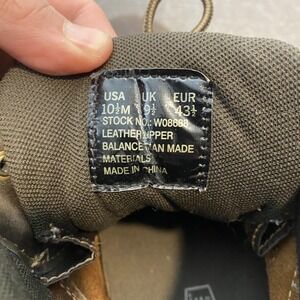 USA UK EUR
10½M 9½ 43½
STOCK NO.: W08688
LEATHER UPPER
BALANCE MAN MADE
MATERIALS
MADE IN CHINA